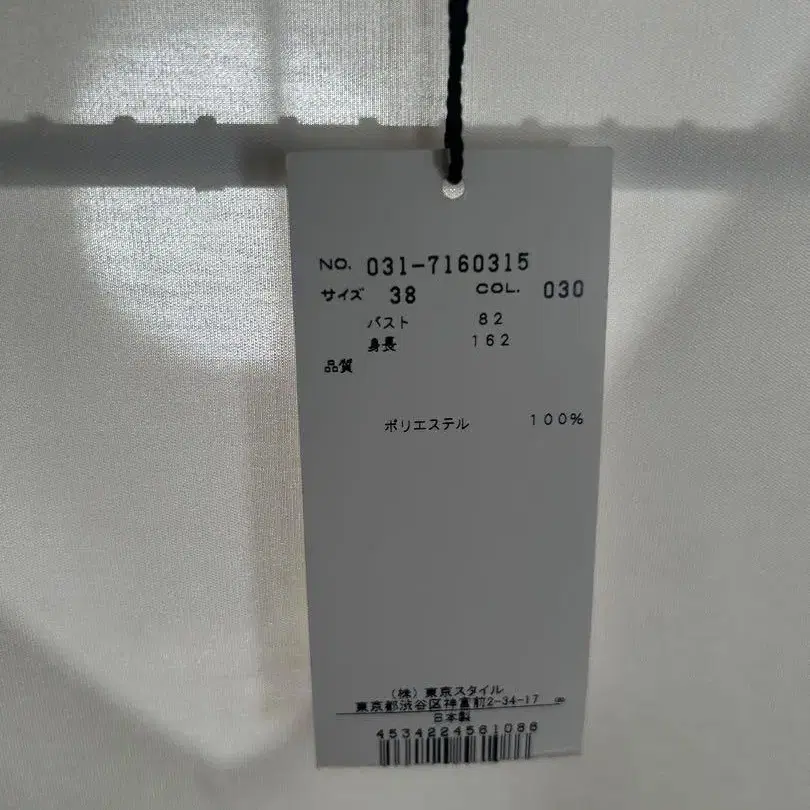 NO. 031-7160315
サイズ 38 COL. 030
バスト 82
身長 162
品質
ポリエステル 100%
(株)東京スタイル
東京都渋谷区神宮前2-34-17
日本製
4534224561086